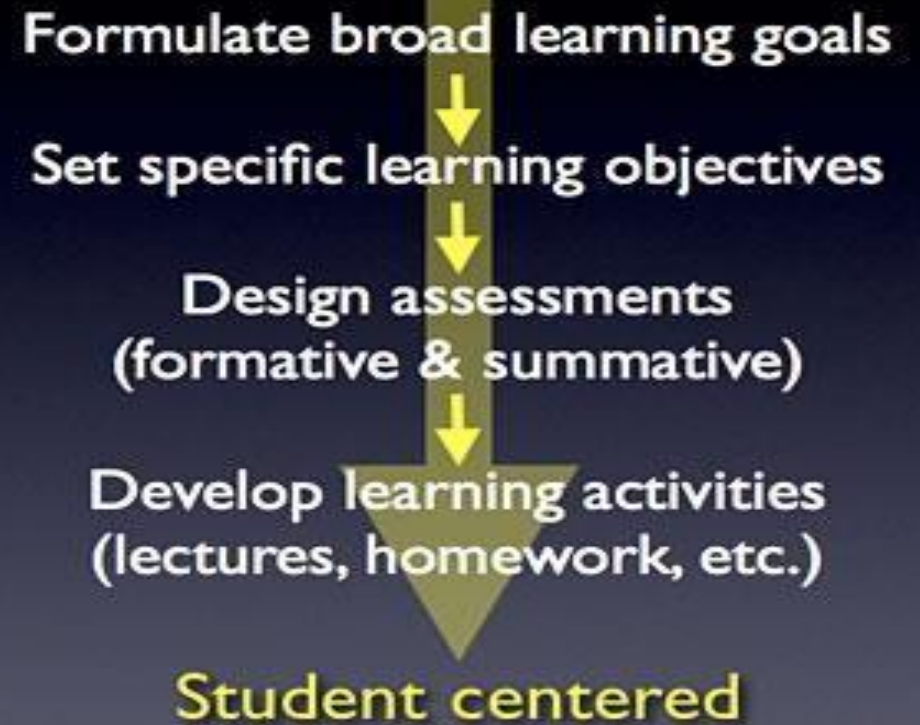 Formulate broad learning goals
Set specific learning objectives
Design assessments
(formative & summative)
Develop learning activities
(lectures, homework, etc.)
Student centered